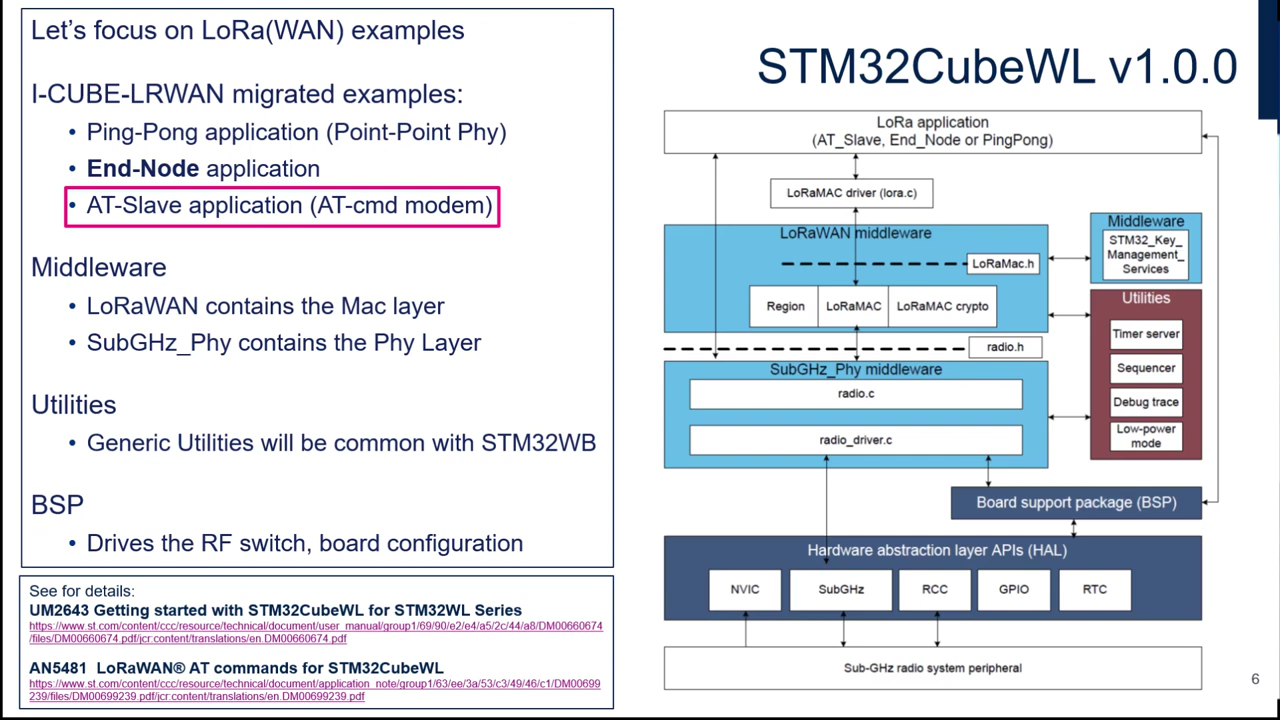 Let's focus on LoRa(WAN) examples
I-CUBE-LRWAN migrated examples:
• Ping-Pong application (Point-Point Phy)
• End-Node application
• AT-Slave application (AT-cmd modem)
Middleware
• LoRaWAN contains the Mac layer
• SubGHz_Phy contains the Phy Layer
Utilities
• Generic Utilities will be common with STM32WB
BSP
• Drives the RF switch, board configuration
See for details:
UM2643 Getting started with STM32CubeWL for STM32WL Series
https://www.st.com/content/ccc/resource/technical/document/user_manual/group1/69/90/e2/e4/a5/2c/44/a8/DM00660674
/files/DM00660674.pdf/jcr:content/translations/en.DM00660674.pdf
AN5481 LoRaWAN® AT commands for STM32CubeWL
https://www.st.com/content/ccc/resource/technical/document/application_note/group1/63/ee/3a/53/c3/49/46/c1/DM00699
239/files/DM00699239.pdf/jcr:content/translations/en.DM00699239.pdf
STM32CubeWL v1.0.0
LoRa application
(AT_Slave, End_Node or PingPong)
LoRaMAC driver (lora.c)
LoRaWAN middleware
LoRaMac.h
Region
LoRaMAC
LoRaMAC crypto
Middleware
STM32_Key_
Management_
Services
Utilities
Timer server
Sequencer
Debug trace
Low-power
mode
radio.h
SubGHz_Phy middleware
radio.c
radio_driver.c
Board support package (BSP)
Hardware abstraction layer APIs (HAL)
NVIC
SubGHz
RCC
GPIO
RTC
Sub-GHz radio system peripheral
6